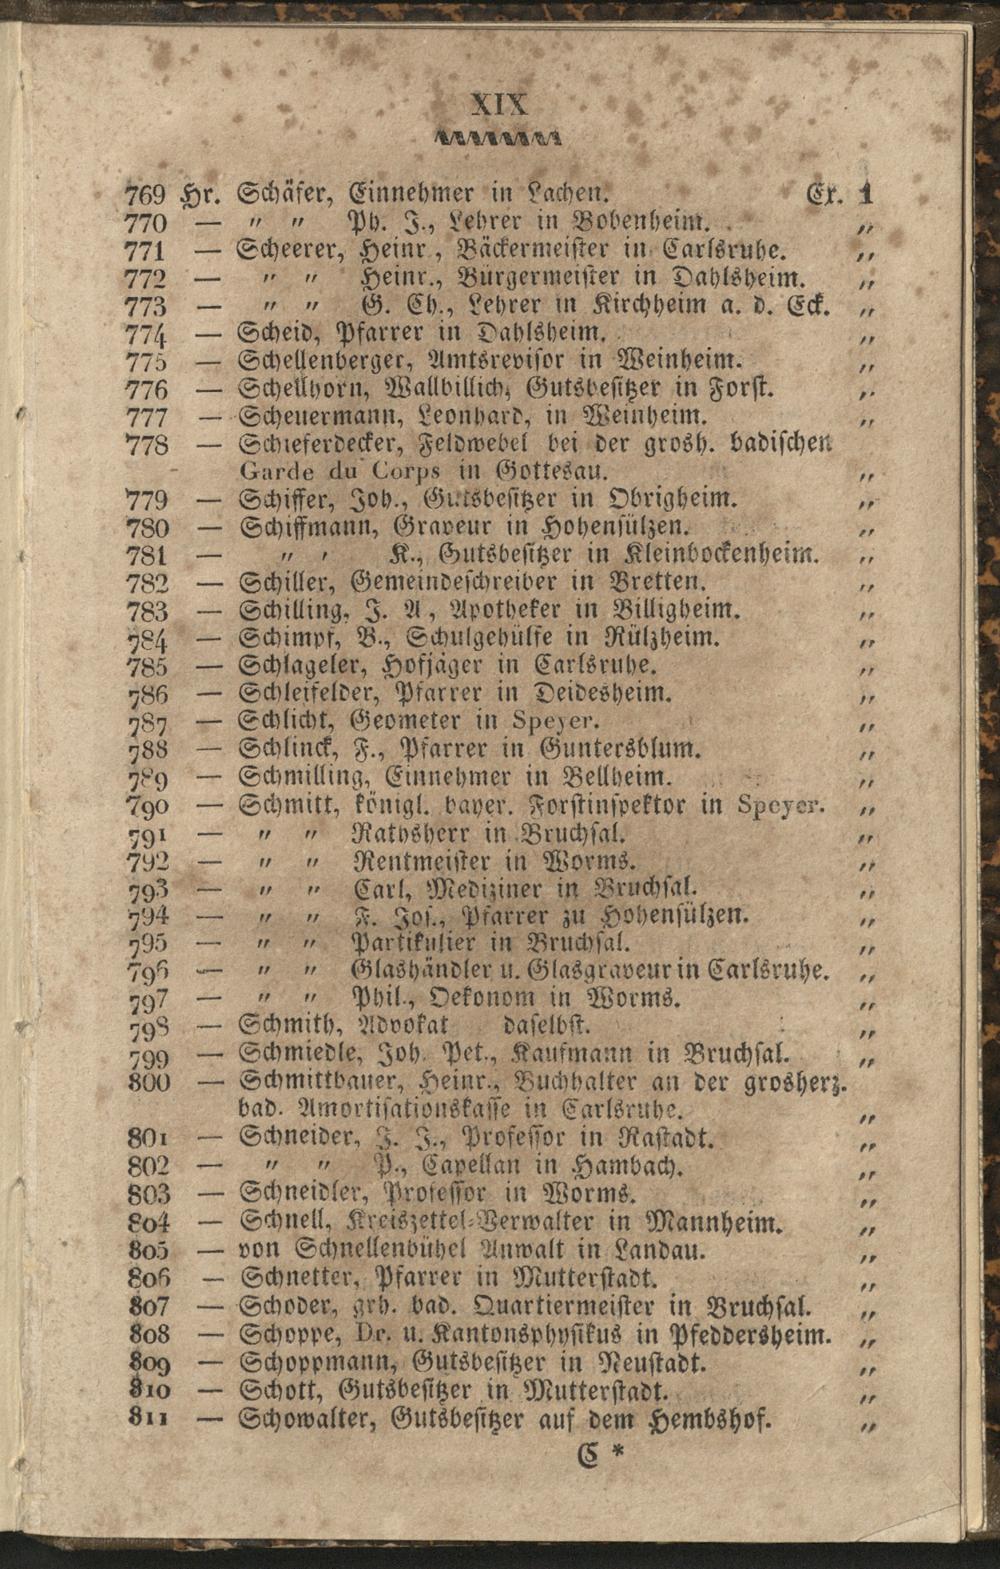 XIX
769 Hr. Schäfer, Einnehmer in Lachen. Ex. 1
770 — " " Ph. J., Lehrer in Bobenheim. "
771 — Scheerer, Heinr., Bäckermeister in Carlsruhe. "
772 — " " Heinr., Bürgermeister in Dahlsheim. "
773 — " " G. Ch., Lehrer in Kirchheim a. d. Eck. "
774 — Scheid, Pfarrer in Dahlsheim. "
775 — Schellenberger, Amtsrevisor in Weinheim. "
776 — Schellhorn, Wallbillich, Gutsbesitzer in Forst. "
777 — Scheuermann, Leonhard, in Weinheim. "
778 — Schieferdecker, Feldwebel bei der grosh. badischen
Garde du Corps in Gottesau. "
779 — Schiffer, Joh., Gutsbesitzer in Obrigheim. "
780 — Schiffmann, Graveur in Hohensülzen. "
781 — " " K., Gutsbesitzer in Kleinbockenheim. "
782 — Schiller, Gemeindeschreiber in Bretten. "
783 — Schilling, J. A, Apotheker in Billigheim. "
784 — Schimpf, B., Schulgehülfe in Rülzheim. "
785 — Schlageler, Hofjäger in Carlsruhe. "
786 — Schleifelder, Pfarrer in Deidesheim. "
787 — Schlicht, Geometer in Speyer. "
788 — Schlinck, F., Pfarrer in Guntersblum. "
789 — Schmilling, Einnehmer in Bellheim. "
790 — Schmitt, königl. bayer. Forstinspektor in Speyer. "
791 — " " Rathsherr in Bruchsal. "
792 — " " Rentmeister in Worms. "
793 — " " Carl, Mediziner in Bruchsal. "
794 — " " F. Jos., Pfarrer zu Hohensülzen. "
795 — " " Partikulier in Bruchsal. "
796 — " " Glashändler u. Glasgraveur in Carlsruhe. "
797 — " " Phil., Oekonom in Worms. "
798 — Schmith, Advokat daselbst. "
799 — Schmiedle, Joh. Pet., Kaufmann in Bruchsal. "
800 — Schmittbauer, Heinr., Buchhalter an der grosherz.
bad. Amortisationskasse in Carlsruhe. "
801 — Schneider, J. J., Professor in Rastadt. "
802 — " " P., Capellan in Hambach. "
803 — Schneidler, Professor in Worms. "
804 — Schnell, Kreiszettel-Verwalter in Mannheim. "
805 — von Schnellenbühel Anwalt in Landau. "
806 — Schnetter, Pfarrer in Mutterstadt. "
807 — Schoder, grh. bad. Quartiermeister in Bruchsal. "
808 — Schoppe, Dr. u. Kantonsphysikus in Pfeddersheim. "
809 — Schoppmann, Gutsbesitzer in Neustadt. "
810 — Schott, Gutsbesitzer in Mutterstadt. "
811 — Schowalter, Gutsbesitzer auf dem Hembshof. "
C *